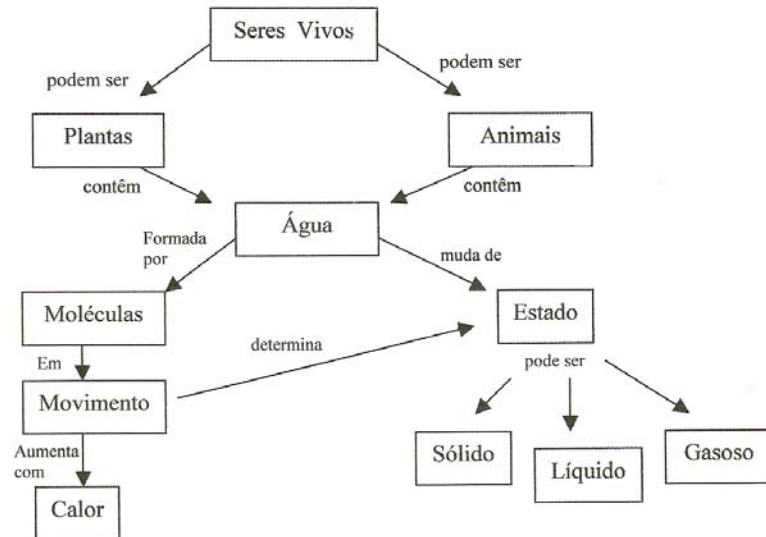 Seres Vivos
podem ser
podem ser
Plantas
Animais
contêm
contêm
Água
Formada
por
muda de
Moléculas
Estado
Em
determina
pode ser
Movimento
Aumenta
com
Sólido
Líquido
Gasoso
Calor